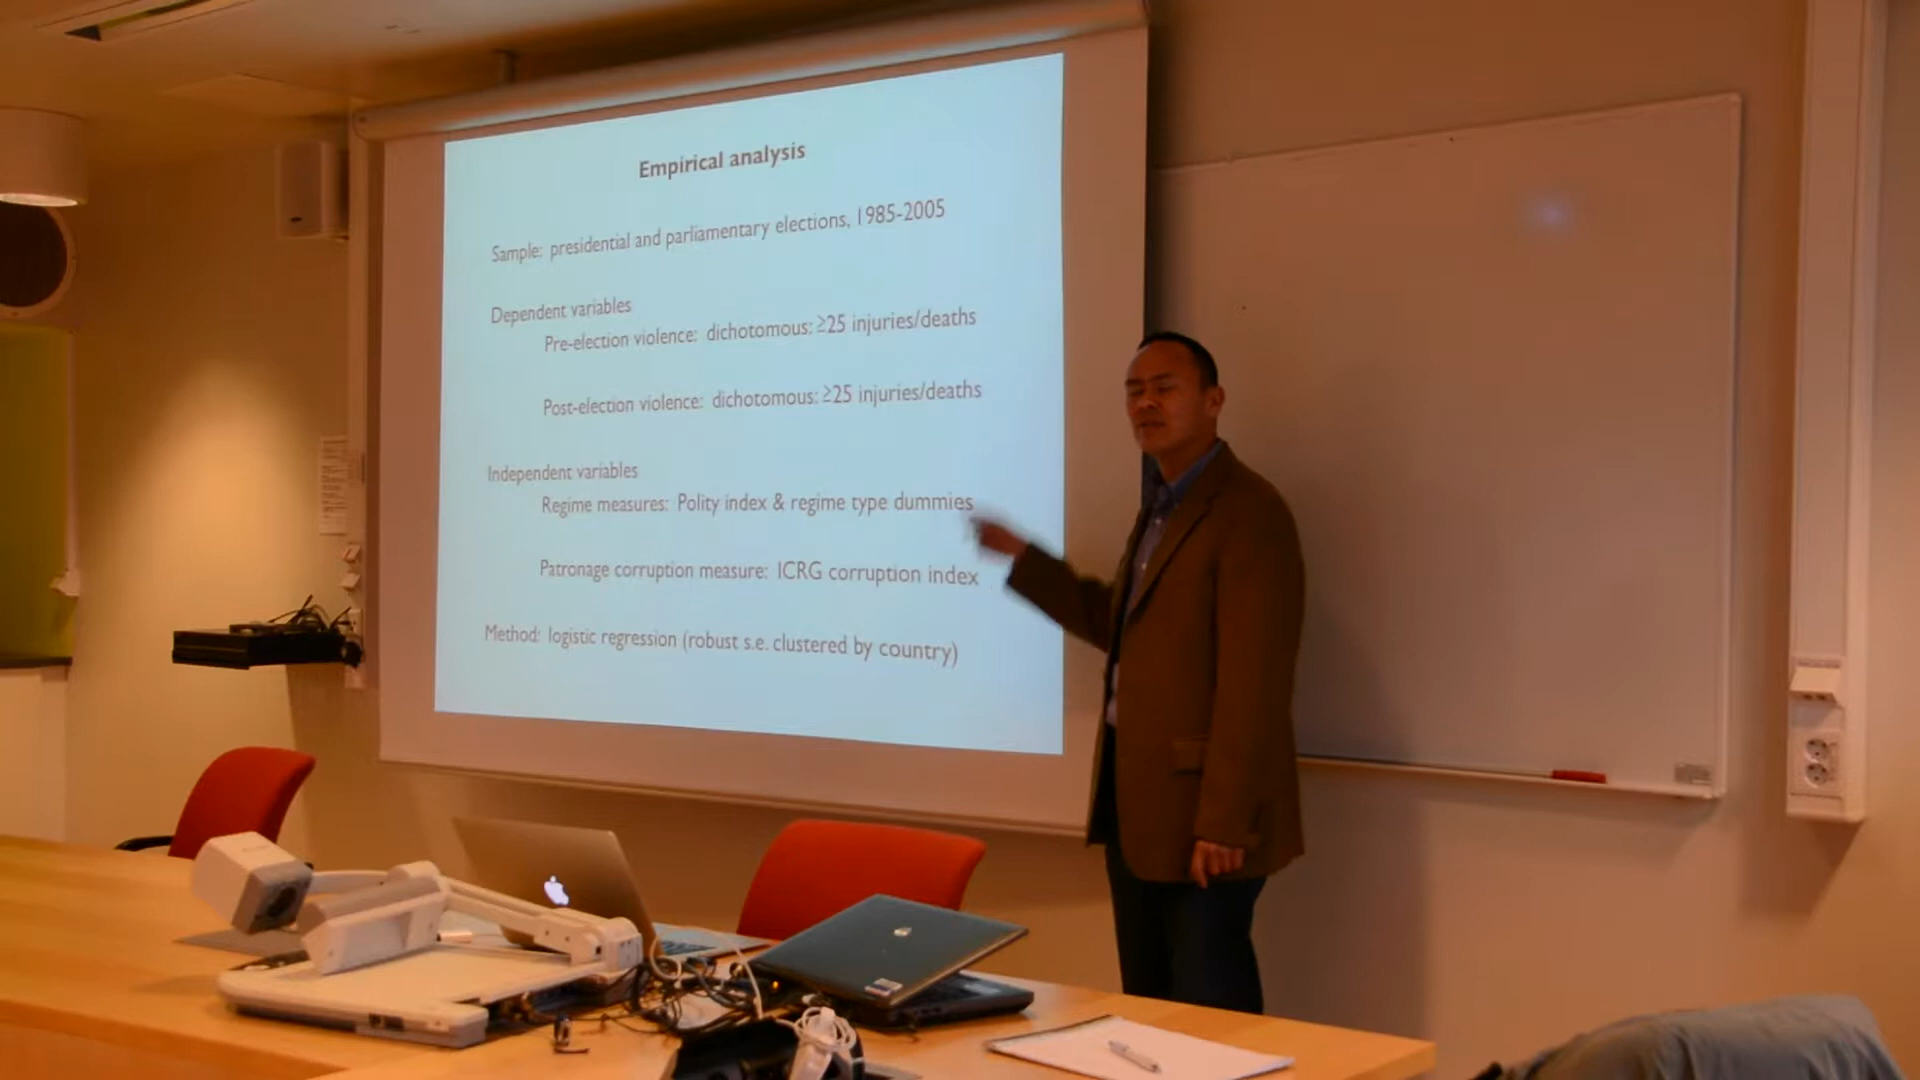 Empirical analysis
Sample: presidential and parliamentary elections, 1985-2005
Dependent variables
Pre-election violence: dichotomous: ≥25 injuries/deaths
Post-election violence: dichotomous: ≥25 injuries/deaths
Independent variables
Regime measures: Polity index & regime type dummies
Patronage corruption measure: ICRG corruption index
Method: logistic regression (robust s.e. clustered by country)